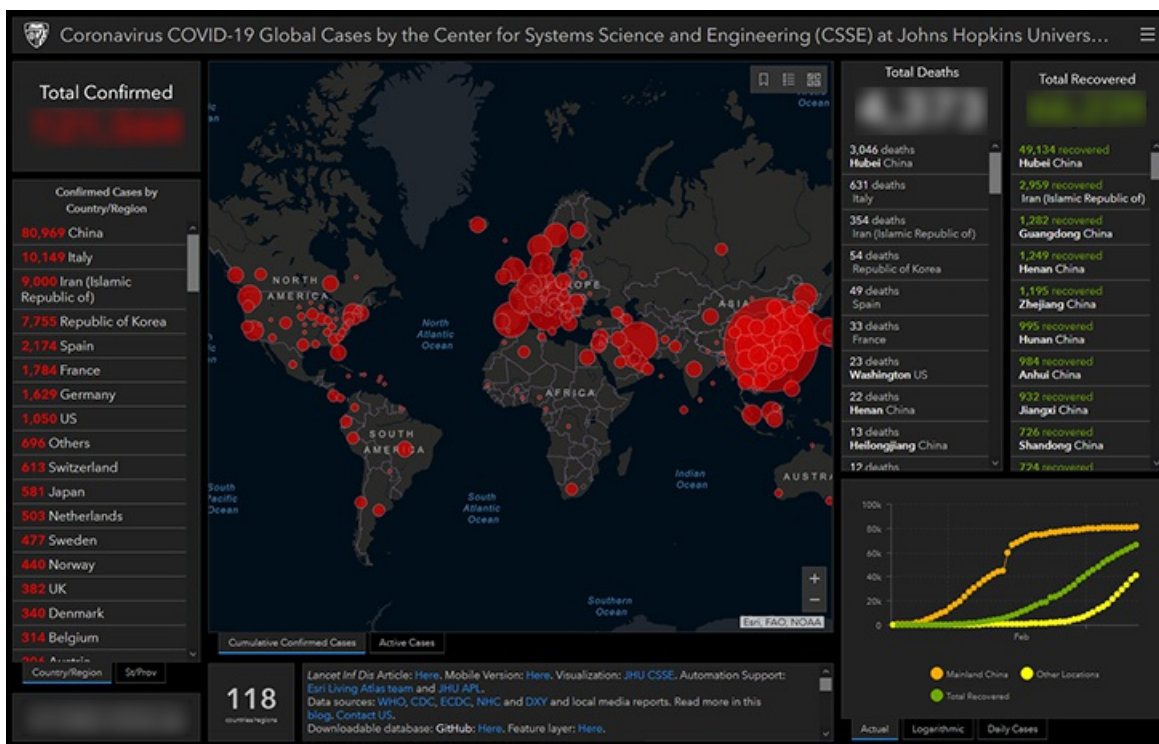 Coronavirus COVID-19 Global Cases by the Center for Systems Science and Engineering (CSSE) at Johns Hopkins Univers...
Total Confirmed
Confirmed Cases by
Country/Region
80,969 China
10,149 Italy
9,000 Iran (Islamic
Republic of)
7,755 Republic of Korea
2,174 Spain
1,784 France
1,629 Germany
1,050 US
696 Others
613 Switzerland
581 Japan
503 Netherlands
477 Sweden
440 Norway
382 UK
340 Denmark
314 Belgium
Country/Region
St/Prov
Arctic
Ocean
NORTH
AMERICA
EUROPE
ASIA
North
Atlantic
Ocean
AFRICA
SOUTH
AMERICA
Indian
Ocean
AUSTR
South
Pacific
Ocean
South
Atlantic
Ocean
Southern
Ocean
+
−
Esri, FAO, NOAA
Cumulative Confirmed Cases
Active Cases
118
countries/regions
Lancet Inf Dis Article: Here. Mobile Version: Here. Visualization: JHU CSSE. Automation Support:
Esri Living Atlas team and JHU APL.
Data sources: WHO, CDC, ECDC, NHC and DXY and local media reports. Read more in this
blog. Contact US.
Downloadable database: GitHub: Here. Feature layer: Here.
Total Deaths
3,046 deaths
Hubei China
631 deaths
Italy
354 deaths
Iran (Islamic Republic of)
54 deaths
Republic of Korea
49 deaths
Spain
33 deaths
France
23 deaths
Washington US
22 deaths
Henan China
13 deaths
Heilongjiang China
12 deaths
Total Recovered
49,134 recovered
Hubei China
2,959 recovered
Iran (Islamic Republic of)
1,282 recovered
Guangdong China
1,249 recovered
Henan China
1,195 recovered
Zhejiang China
995 recovered
Hunan China
984 recovered
Anhui China
932 recovered
Jiangxi China
726 recovered
Shandong China
724 recovered
100k
80k
60k
40k
20k
0
Feb
Mainland China
Other Locations
Total Recovered
Actual
Logarithmic
Daily Cases